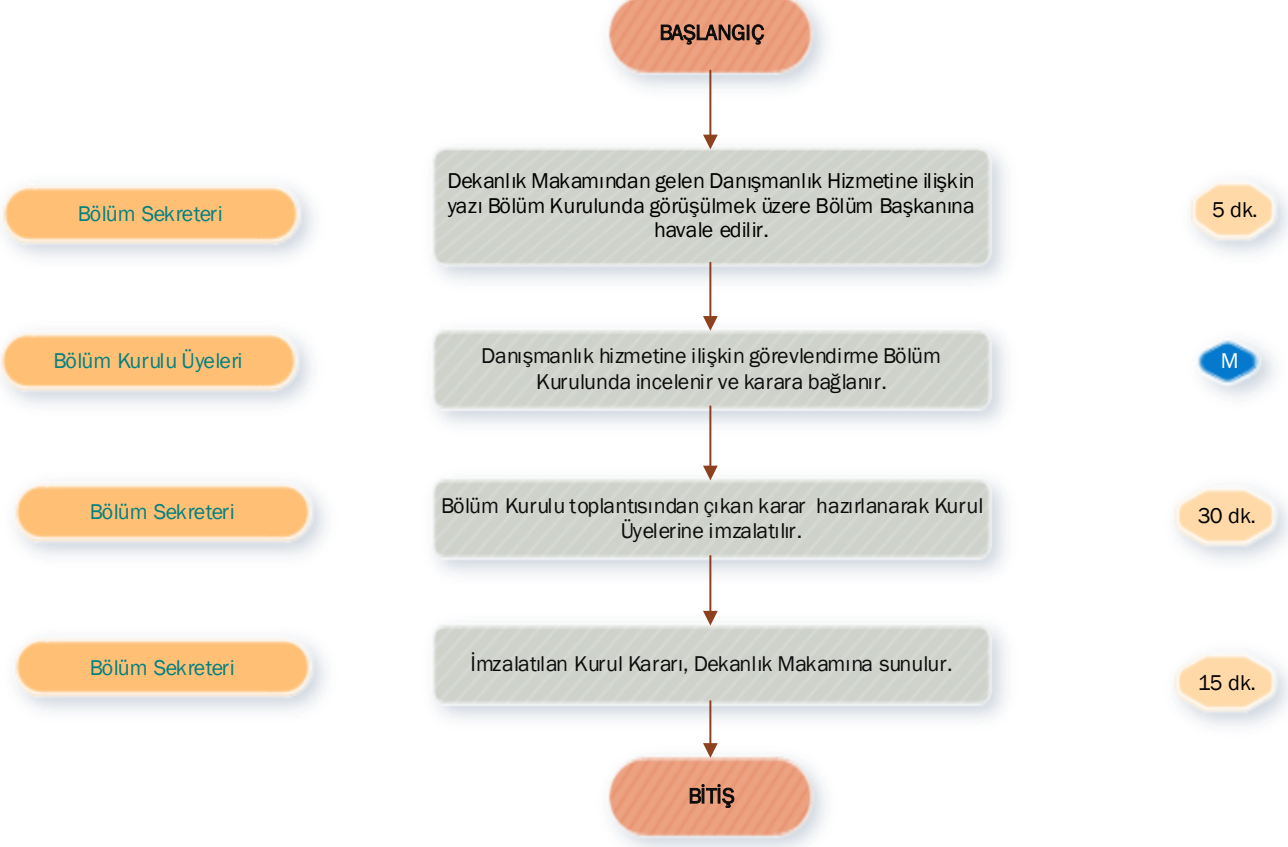 BAŞLANGIÇ
Bölüm Sekreteri
Dekanlık Makamından gelen Danışmanlık Hizmetine ilişkin
yazı Bölüm Kurulunda görüşülmek üzere Bölüm Başkanına
havale edilir.
5 dk.
Bölüm Kurulu Üyeleri
Danışmanlık hizmetine ilişkin görevlendirme Bölüm
Kurulunda incelenir ve karara bağlanır.
M
Bölüm Sekreteri
Bölüm Kurulu toplantısından çıkan karar hazırlanarak Kurul
Üyelerine imzalatılır.
30 dk.
Bölüm Sekreteri
İmzalatılan Kurul Kararı, Dekanlık Makamına sunulur.
15 dk.
BİTİŞ